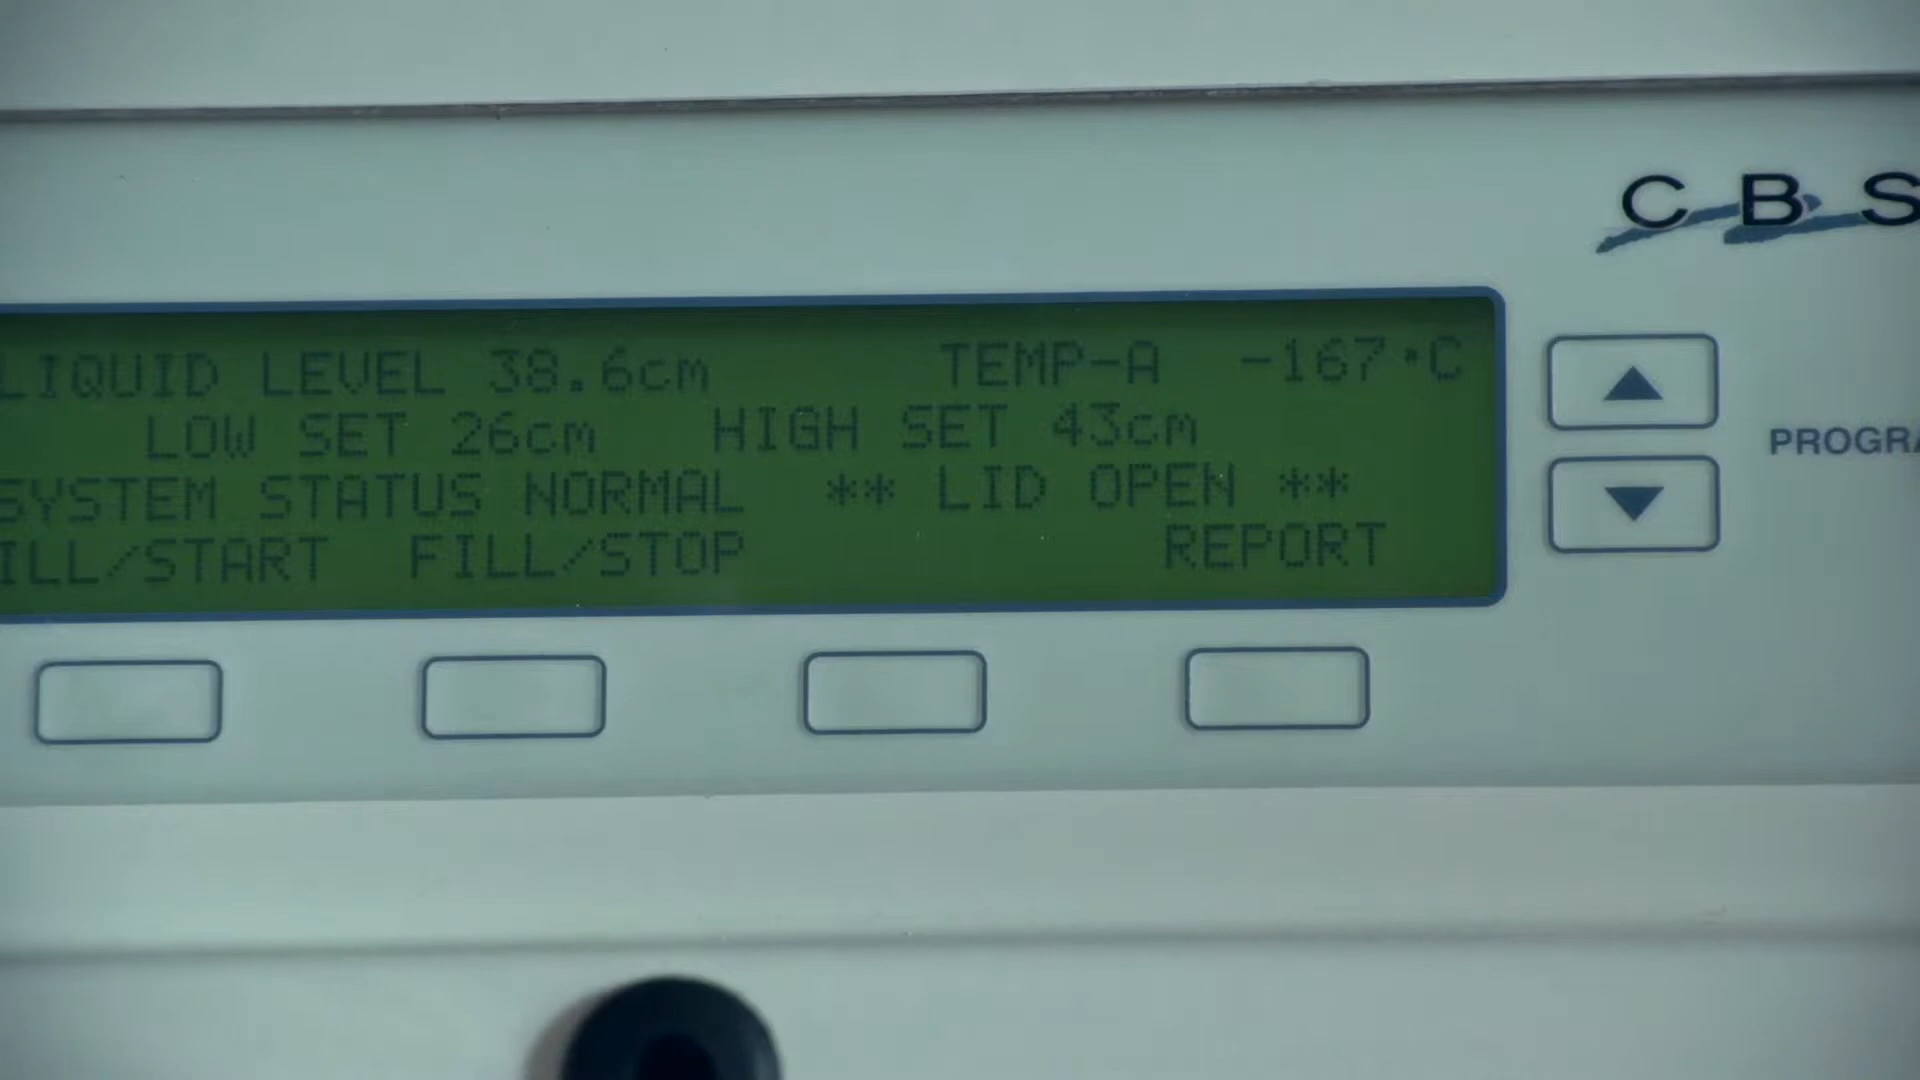 C B S
LIQUID LEVEL 38.6cm TEMP-A -167°C
LOW SET 26cm HIGH SET 43cm
SYSTEM STATUS NORMAL ** LID OPEN **
ILL/START FILL/STOP REPORT
PROGRA